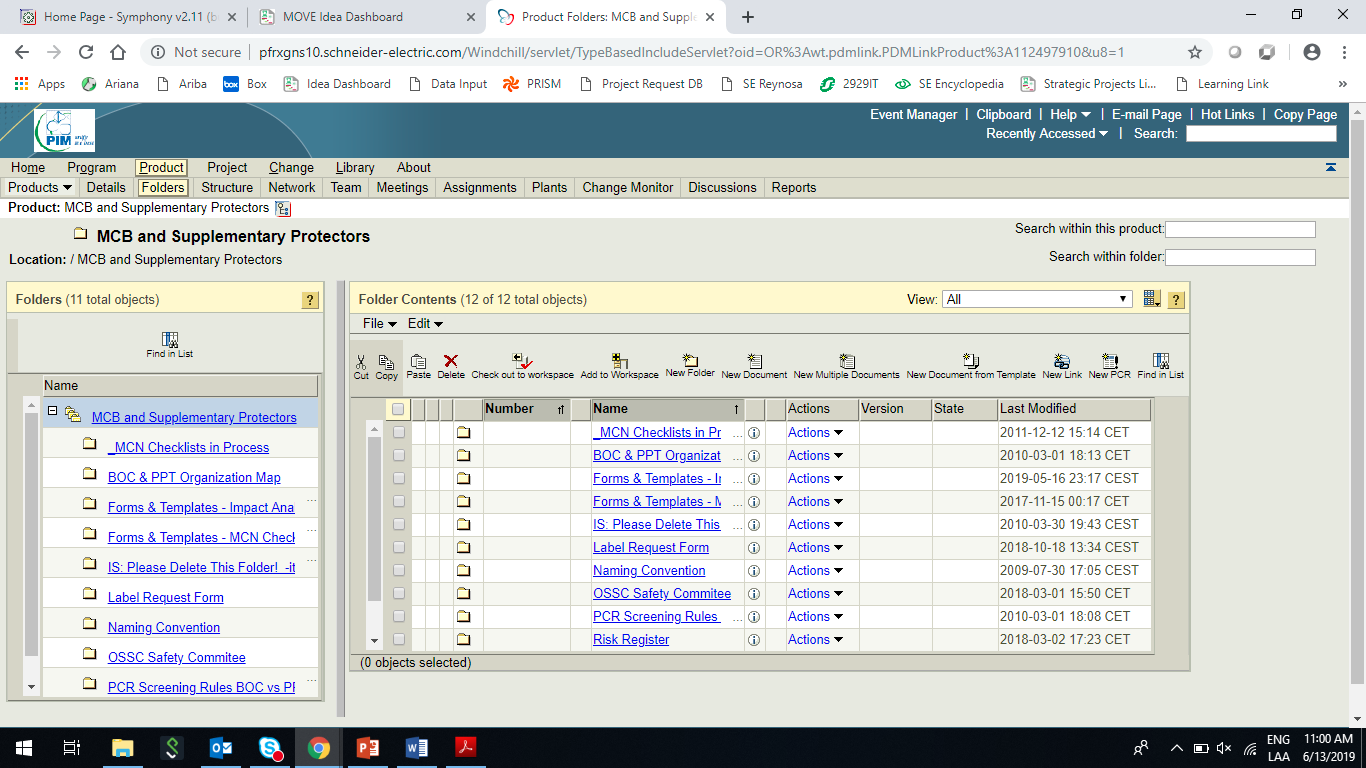 Home Page - Symphony v2.11 (b
MOVE Idea Dashboard
Product Folders: MCB and Supple
Not secure | pfrxgns10.schneider-electric.com/Windchill/servlet/TypeBasedIncludeServlet?oid=OR%3Awt.pdmlink.PDMLinkProduct%3A112497910&u8=1
Apps Ariana Ariba box Box Idea Dashboard Data Input PRISM Project Request DB SE Reynosa 2929IT SE Encyclopedia Strategic Projects Li... Learning Link »
PIM
Event Manager | Clipboard | Help | E-mail Page | Hot Links | Copy Page
Recently Accessed | Search:
Home Program Product Project Change Library About
Products Details Folders Structure Network Team Meetings Assignments Plants Change Monitor Discussions Reports
Product: MCB and Supplementary Protectors
MCB and Supplementary Protectors
Location: / MCB and Supplementary Protectors
Search within this product:
Search within folder:
Folders (11 total objects) ?
Find in List
Name
MCB and Supplementary Protectors
_MCN Checklists in Process
BOC & PPT Organization Map
Forms & Templates - Impact Ana ...
Forms & Templates - MCN Check ...
IS: Please Delete This Folder! -it ...
Label Request Form
Naming Convention
OSSC Safety Commitee
PCR Screening Rules BOC vs PF ...
Folder Contents (12 of 12 total objects) View: All ?
File Edit
Cut Copy Paste Delete Check out to workspace Add to Workspace New Folder New Document New Multiple Documents New Document from Template New Link New PCR Find in List
Number Name Actions Version State Last Modified
_MCN Checklists in Pr ... Actions 2011-12-12 15:14 CET
BOC & PPT Organizat ... Actions 2010-03-01 18:13 CET
Forms & Templates - Ir ... Actions 2019-05-16 23:17 CEST
Forms & Templates - M ... Actions 2017-11-15 00:17 CET
IS: Please Delete This ... Actions 2010-03-30 19:43 CEST
Label Request Form Actions 2018-10-18 13:34 CEST
Naming Convention Actions 2009-07-30 17:05 CEST
OSSC Safety Commitee Actions 2018-03-01 15:50 CET
PCR Screening Rules ... Actions 2010-03-01 18:08 CET
Risk Register Actions 2018-03-02 17:23 CET
(0 objects selected)
ENG 11:00 AM
LAA 6/13/2019